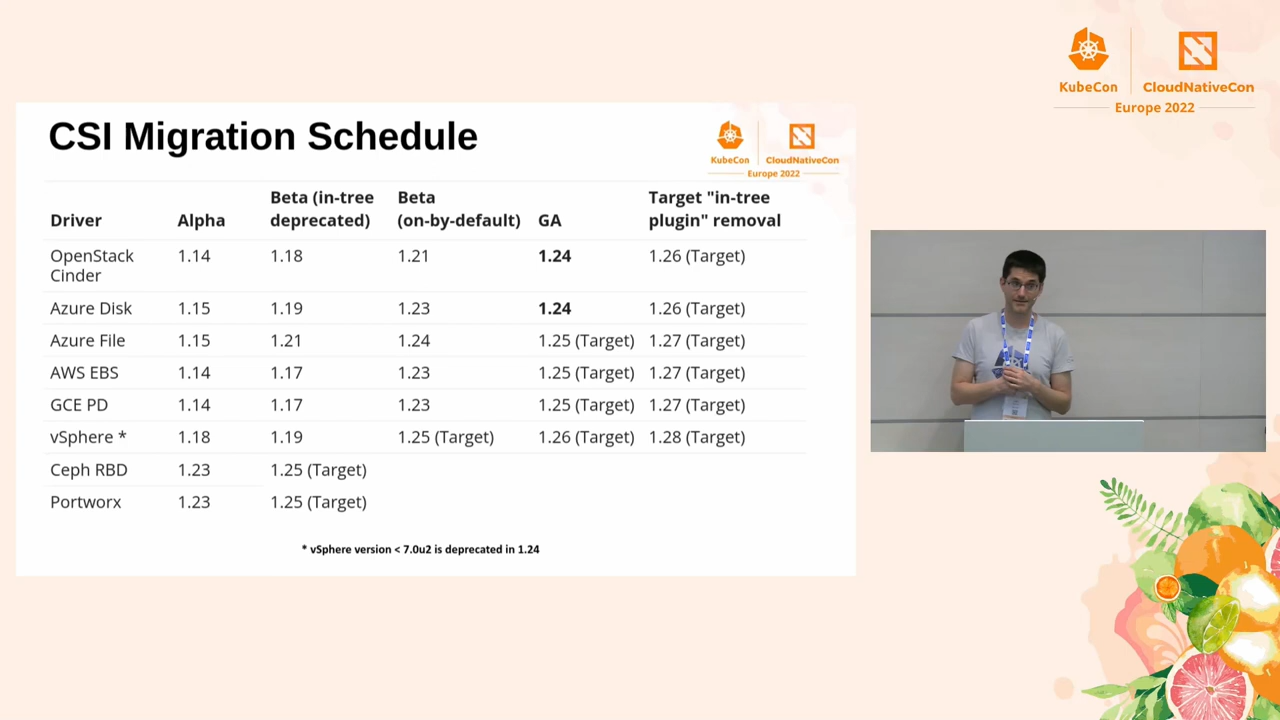 KubeCon
CloudNativeCon
Europe 2022
CSI Migration Schedule
KubeCon
CloudNativeCon
Europe 2022
Driver Alpha Beta (in-tree deprecated) Beta (on-by-default) GA Target "in-tree plugin" removal
OpenStack Cinder 1.14 1.18 1.21 1.24 1.26 (Target)
Azure Disk 1.15 1.19 1.23 1.24 1.26 (Target)
Azure File 1.15 1.21 1.24 1.25 (Target) 1.27 (Target)
AWS EBS 1.14 1.17 1.23 1.25 (Target) 1.27 (Target)
GCE PD 1.14 1.17 1.23 1.25 (Target) 1.27 (Target)
vSphere * 1.18 1.19 1.25 (Target) 1.26 (Target) 1.28 (Target)
Ceph RBD 1.23 1.25 (Target)
Portworx 1.23 1.25 (Target)
* vSphere version < 7.0u2 is deprecated in 1.24